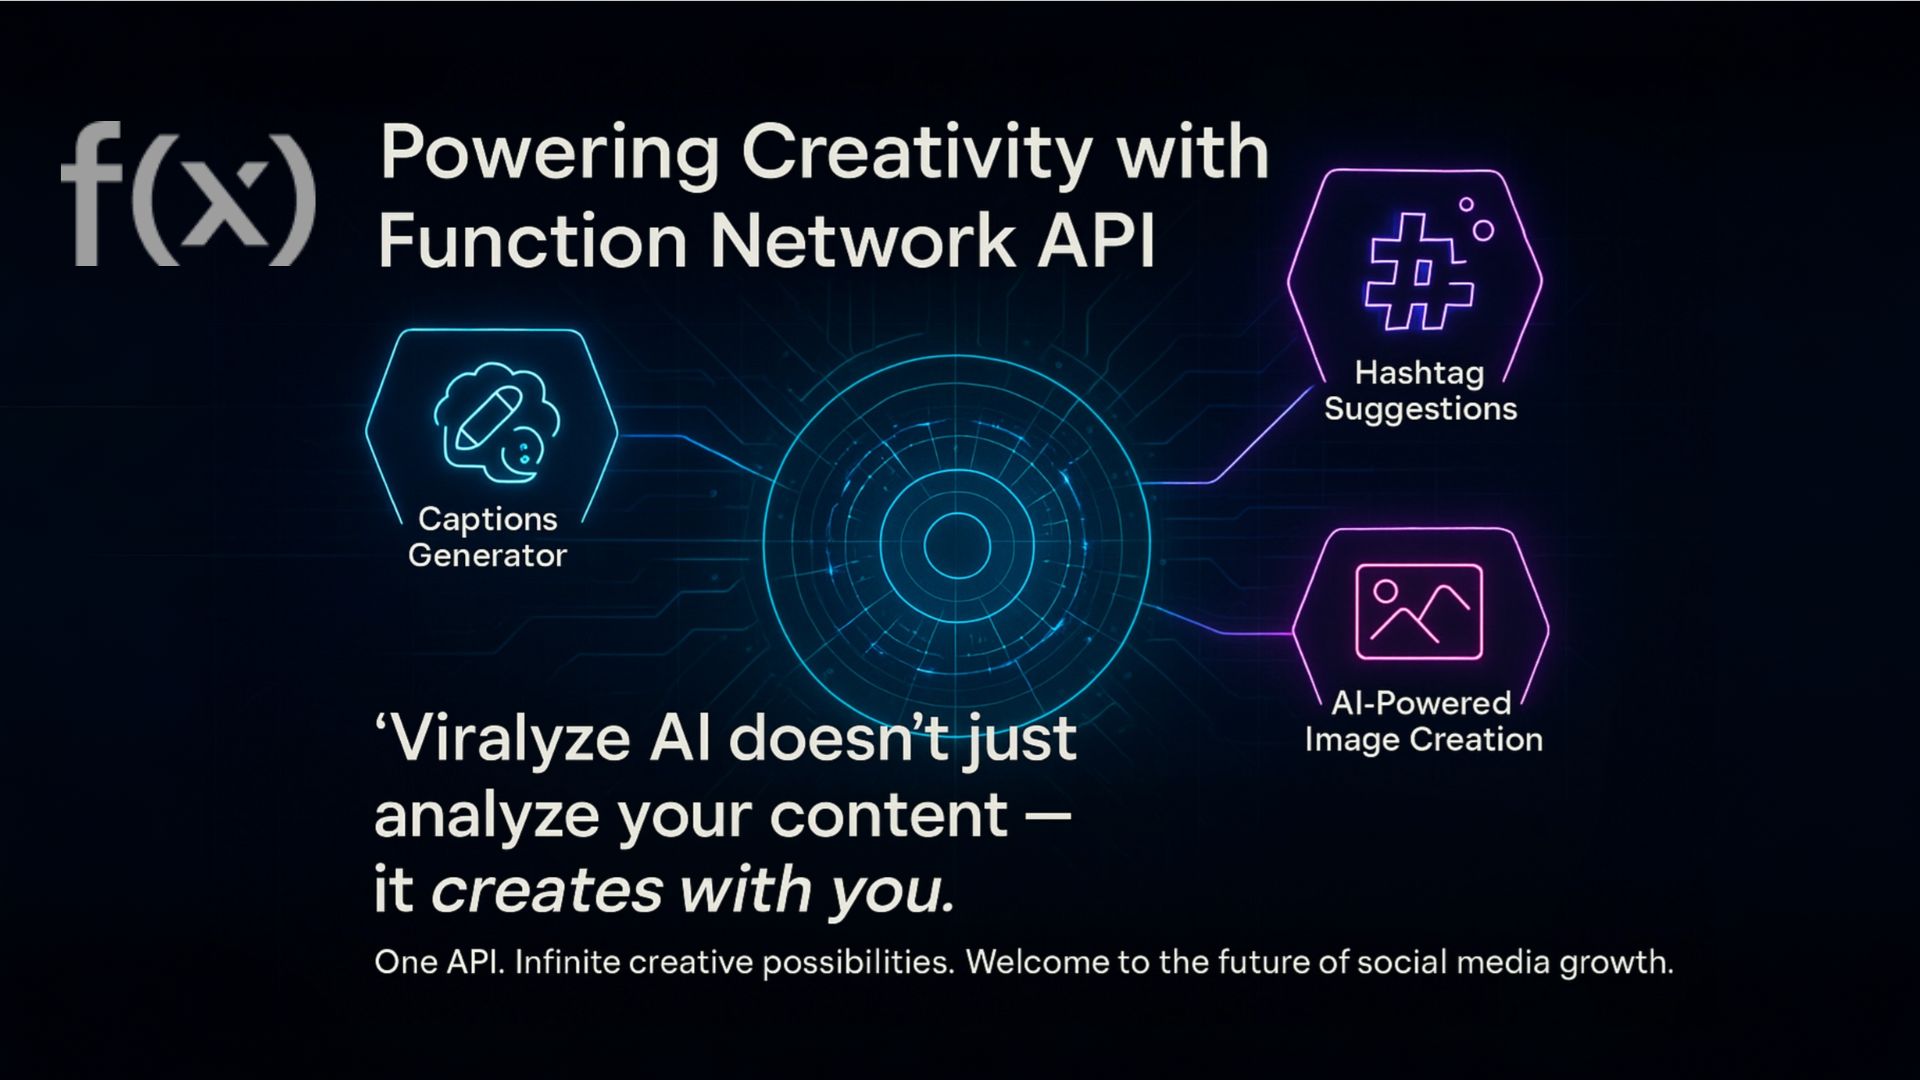 f(x)
Powering Creativity with
Function Network API
Hashtag
Suggestions
Captions
Generator
AI-Powered
Image Creation
‘Viralyze AI doesn’t just
analyze your content —
it creates with you.
One API. Infinite creative possibilities. Welcome to the future of social media growth.